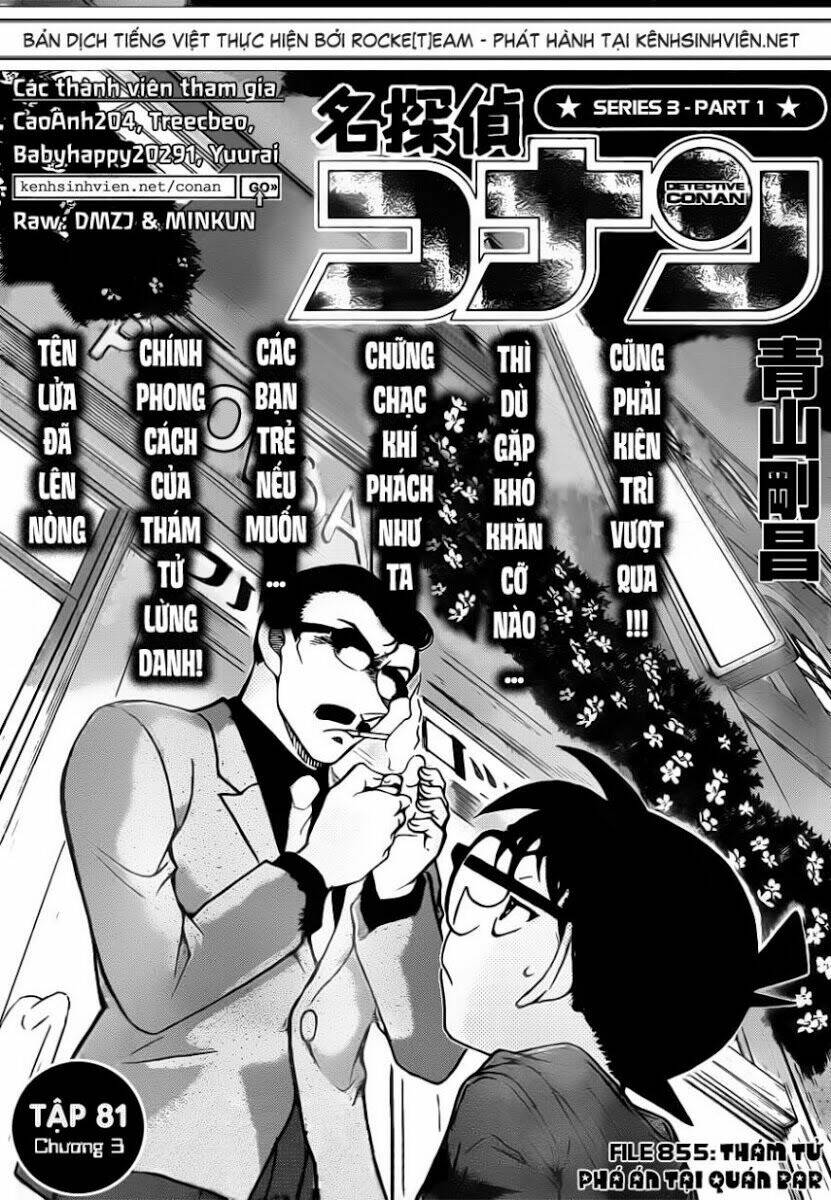 BẢN DỊCH TIẾNG VIỆT THỰC HIỆN BỞI ROCKE[T]EAM - PHÁT HÀNH TẠI KÊNHSINHVIÊN.NET
Các thành viên tham gia
CaoAnh204, Treecbeo,
Babyhappy20291, Yuurai
kenhsinhvien.net/conan GO»
Raw: DMZJ & MINKUN
★ SERIES 3 - PART 1 ★
名探偵
コナン
DETECTIVE
CONAN
青山剛昌
TÊN
LỬA
ĐÃ
LÊN
NÒNG
CHÍNH
PHONG
CÁCH
CỦA
THÁM
TỬ
LỪNG
DANH!
CÁC
BẠN
TRẺ
NẾU
MUỐN
...
CHỮNG
CHẠC
KHÍ
PHÁCH
NHƯ
TA
THÌ
DÙ
GẶP
KHÓ
KHĂN
CỠ
NÀO
...
CŨNG
PHẢI
KIÊN
TRÌ
VƯỢT
QUA
!!!
TẬP 81
Chương 3
FILE 855: THÁM TỬ
PHÁ ÁN TẠI QUÁN BAR